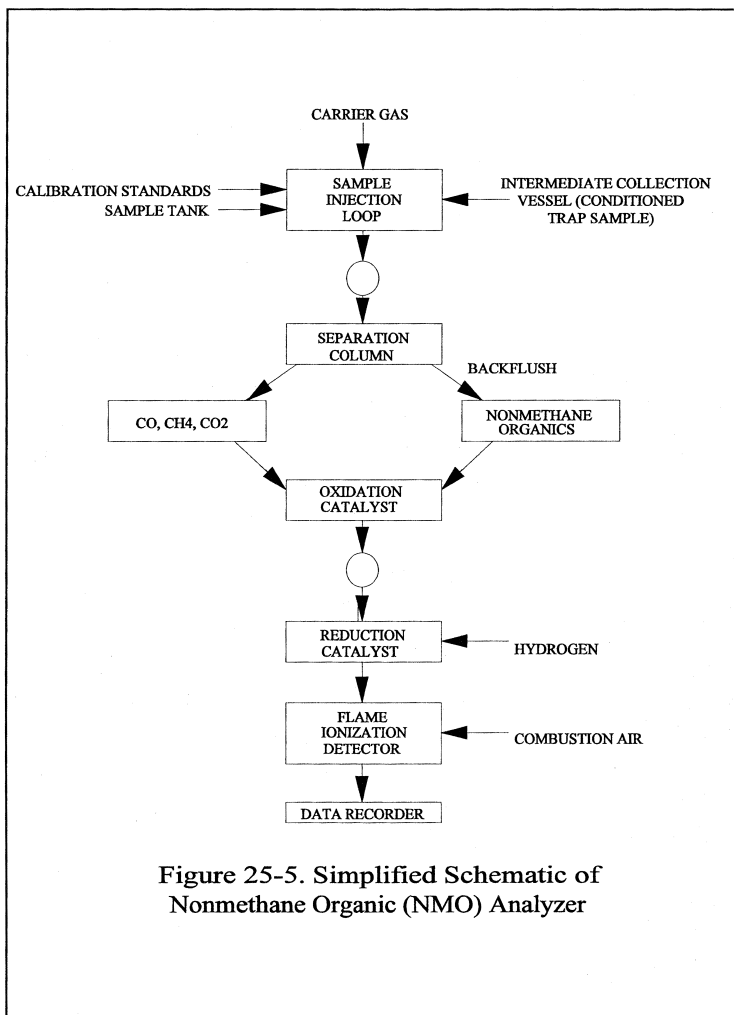 CARRIER GAS
CALIBRATION STANDARDS
SAMPLE TANK
SAMPLE
INJECTION
LOOP
INTERMEDIATE COLLECTION
VESSEL (CONDITIONED
TRAP SAMPLE)
SEPARATION
COLUMN
BACKFLUSH
CO, CH4, CO2
NONMETHANE
ORGANICS
OXIDATION
CATALYST
REDUCTION
CATALYST
HYDROGEN
FLAME
IONIZATION
DETECTOR
COMBUSTION AIR
DATA RECORDER
Figure 25-5. Simplified Schematic of
Nonmethane Organic (NMO) Analyzer